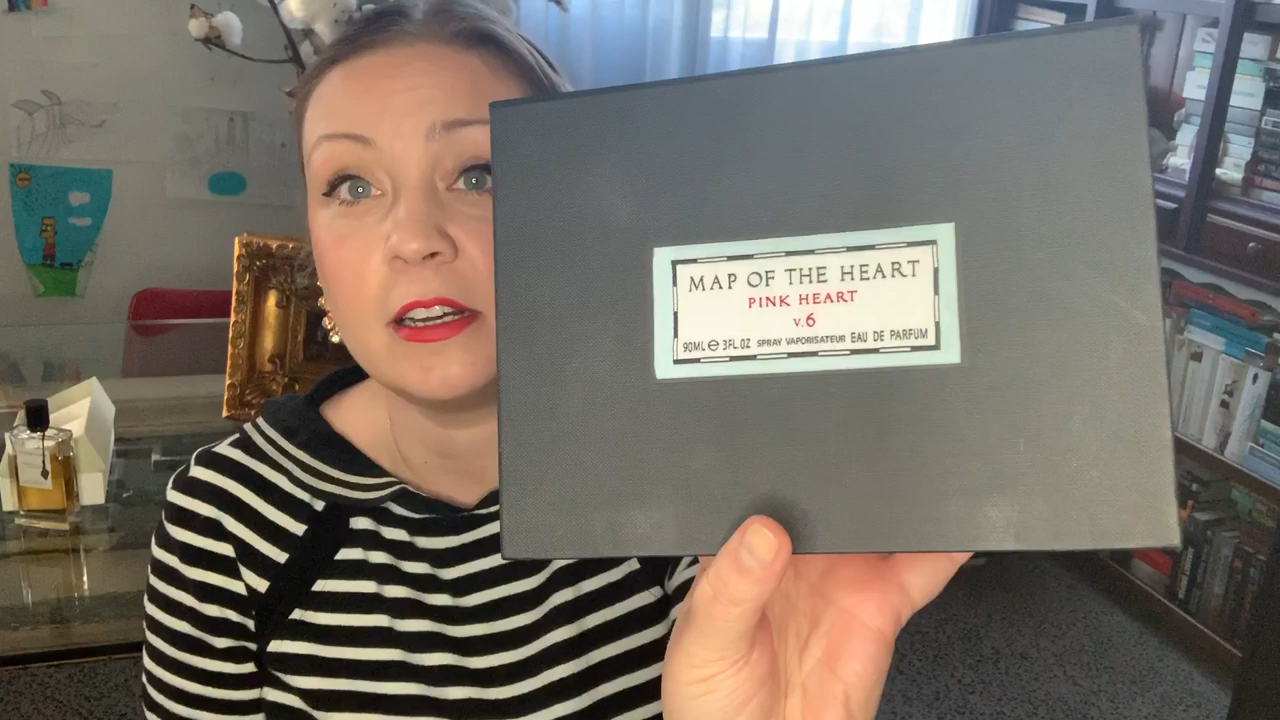 MAP OF THE HEART
PINK HEART
v.6
90ML ℮ 3FL.OZ SPRAY VAPORISATEUR EAU DE PARFUM